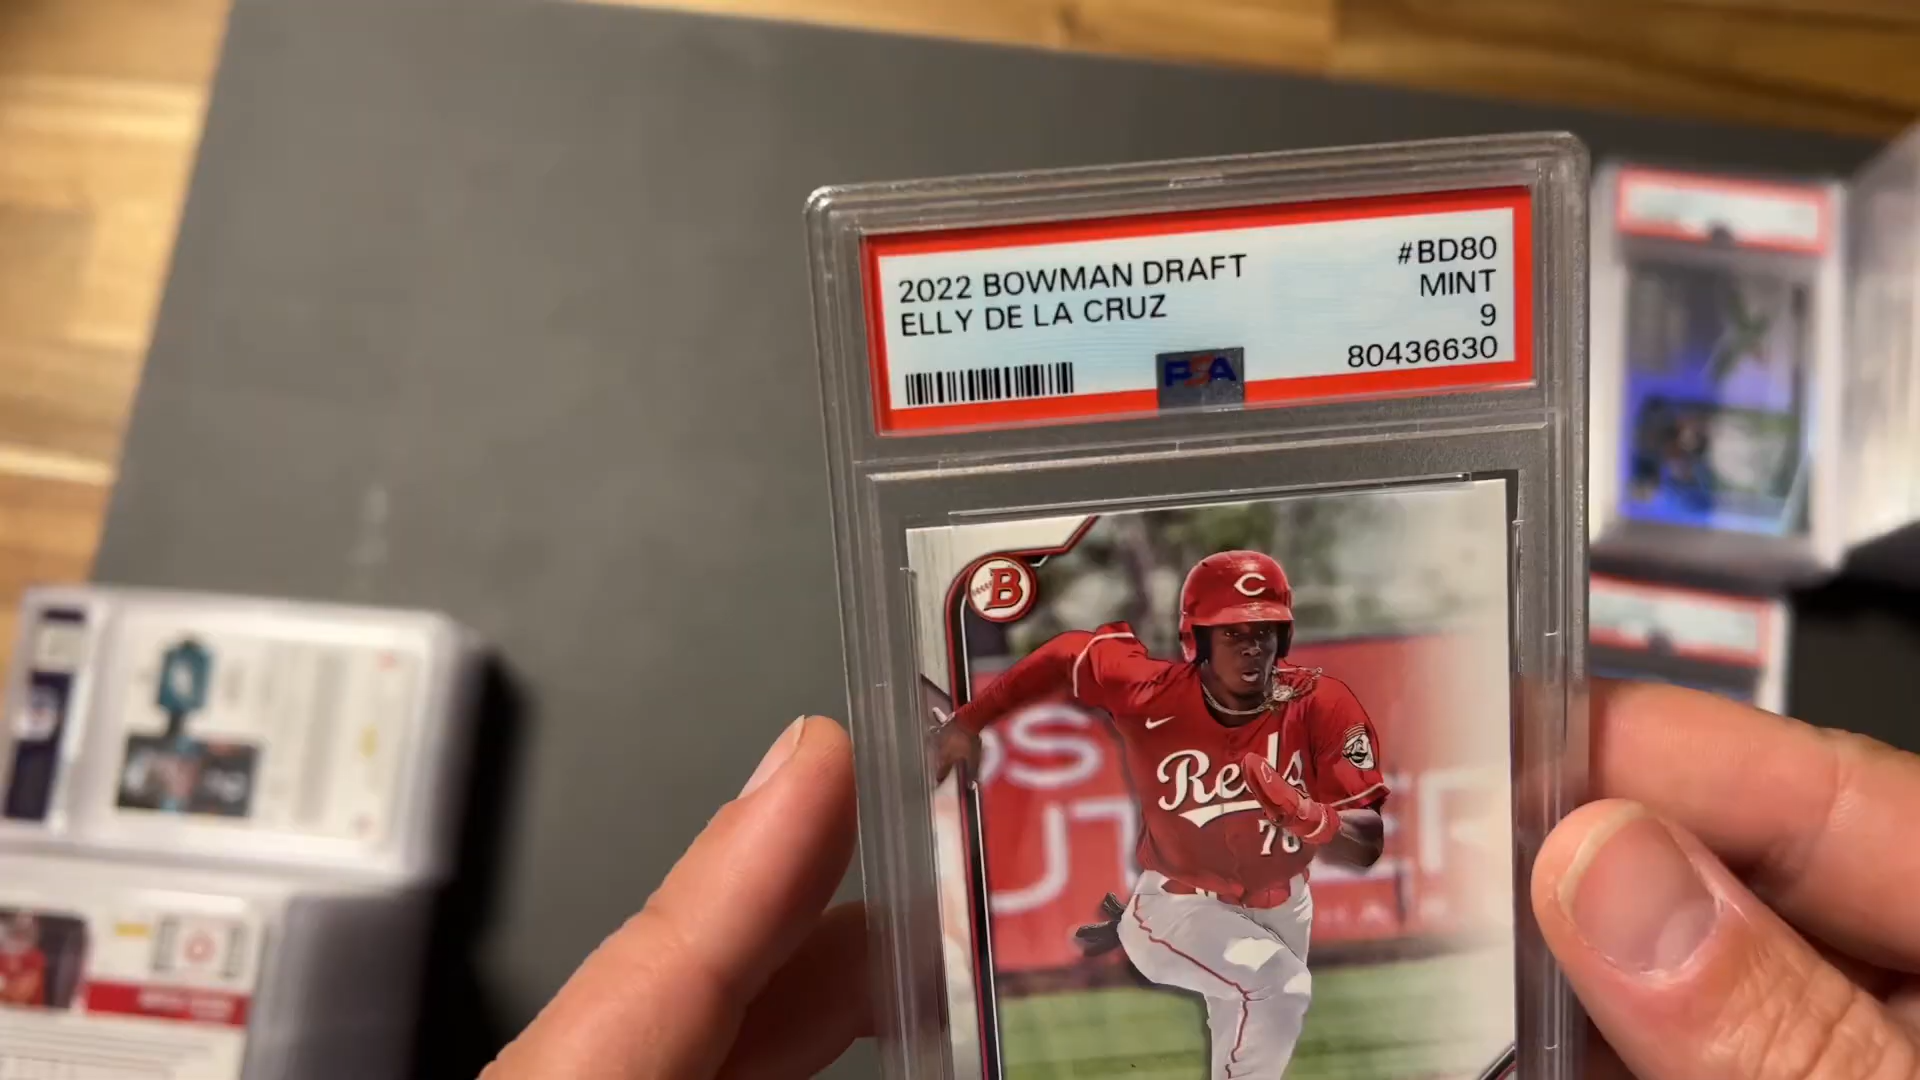 2022 BOWMAN DRAFT
ELLY DE LA CRUZ
#BD80
MINT
9
80436630
PSA
B
C
Reds